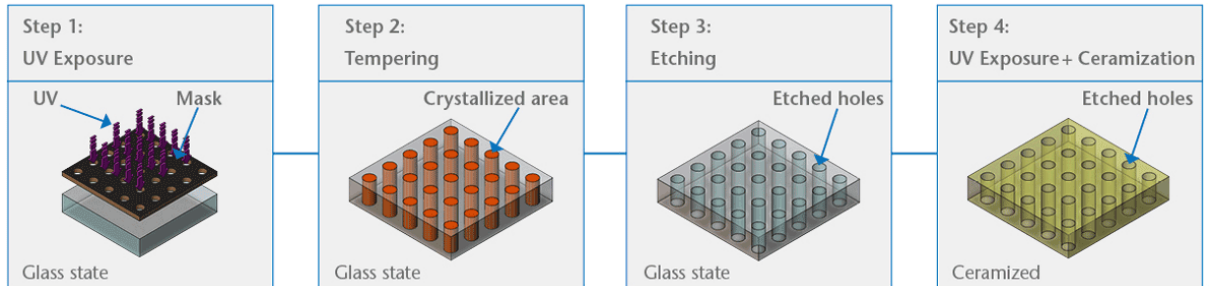 Step 1:
UV Exposure
UV
Mask
Glass state
Step 2:
Tempering
Crystallized area
Glass state
Step 3:
Etching
Etched holes
Glass state
Step 4:
UV Exposure+ Ceramization
Etched holes
Ceramized